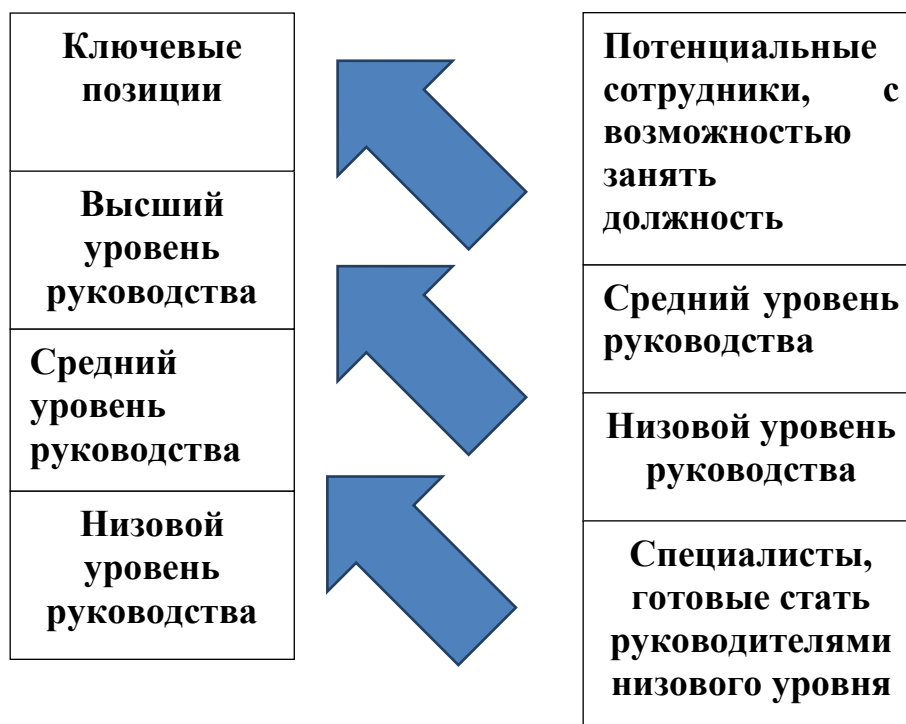 Ключевые
позиции
Высший
уровень
руководства
Средний
уровень
руководства
Низовой
уровень
руководства
Потенциальные
сотрудники, с
возможностью
занять
должность
Средний уровень
руководства
Низовой уровень
руководства
Специалисты,
готовые стать
руководителями
низового уровня